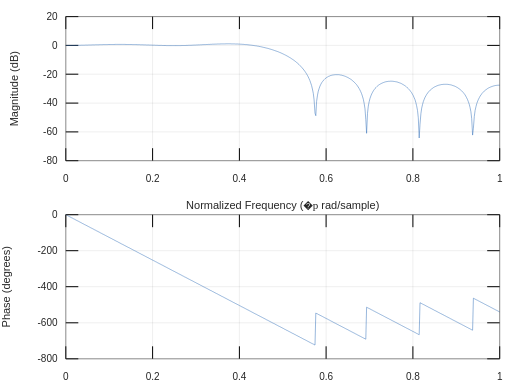 20
0
-20
-40
-60
-80
Magnitude (dB)
0 0.2 0.4 0.6 0.8 1
Normalized Frequency (�p rad/sample)
0
-200
-400
-600
-800
Phase (degrees)
0 0.2 0.4 0.6 0.8 1